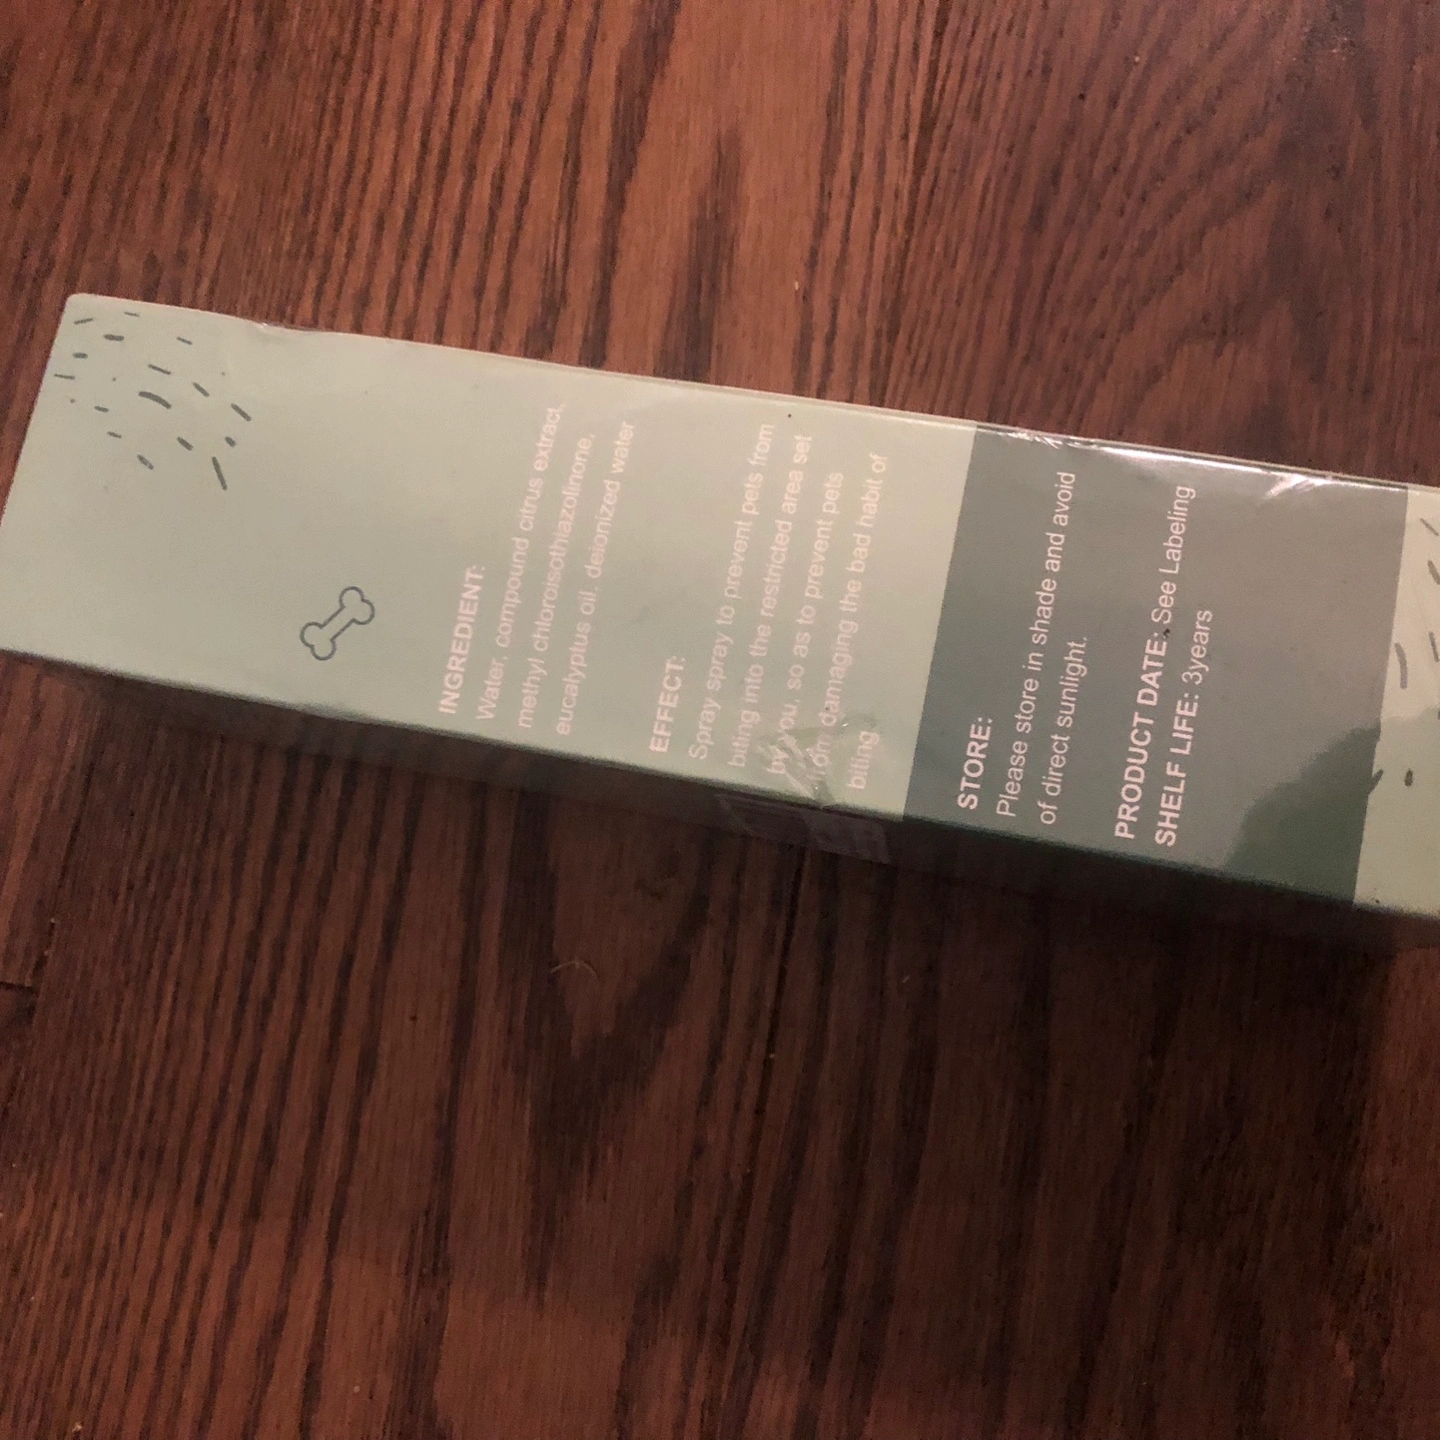 INGREDIENT:
Water, compound citrus extract,
methyl chloroisothiazolinone,
eucalyptus oil, deionized water
EFFECT:
Spray spray to prevent pets from
biting into the restricted area set
by you, so as to prevent pets
from damaging the bad habit of
biting
STORE:
Please store in shade and avoid
of direct sunlight.
PRODUCT DATE: See Labeling
SHELF LIFE: 3years